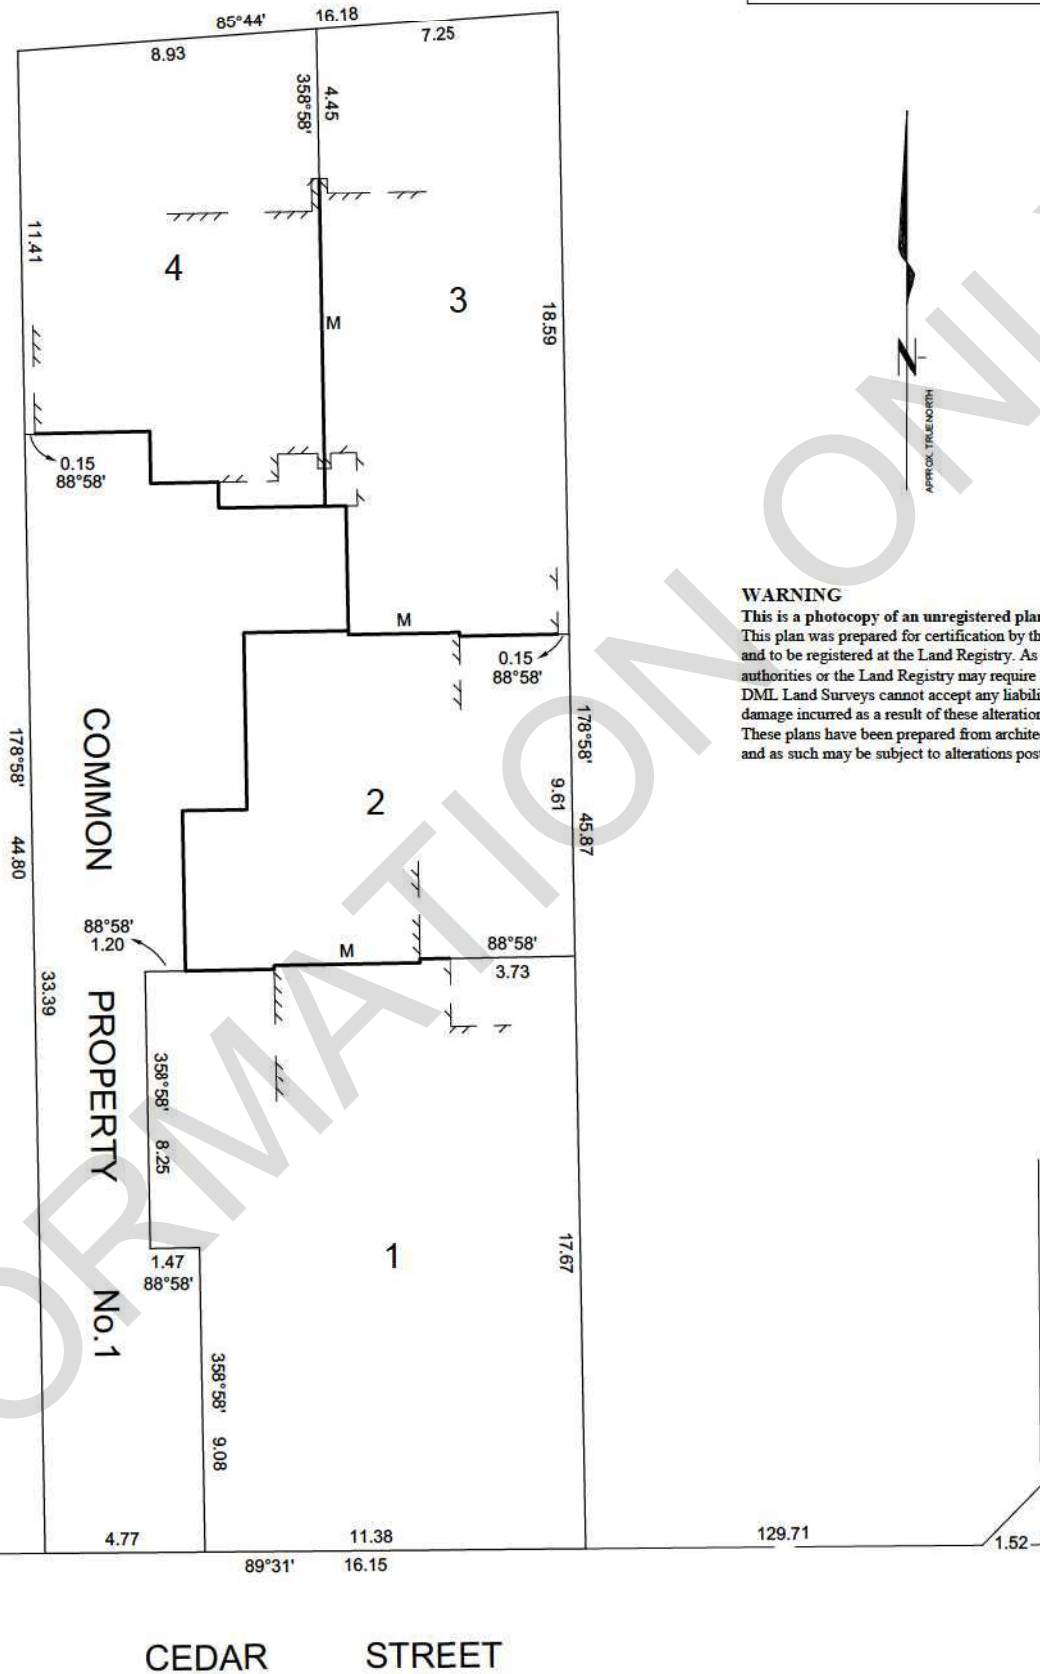 85°44' 16.18
8.93 7.25
358°58' 4.45
11.41
4
3
M
18.59
0.15
88°58'
M
0.15
88°58'
APPROX. TRUE NORTH
N
WARNING
This is a photocopy of an unregistered plan
This plan was prepared for certification by th
and to be registered at the Land Registry. As
authorities or the Land Registry may require
DML Land Surveys cannot accept any liabili
damage incurred as a result of these alteration
These plans have been prepared from archite
and as such may be subject to alterations post
178°58' 44.80
COMMON PROPERTY No.1
2
178°58' 45.87
9.61
88°58'
1.20
M
88°58'
3.73
33.39
358°58' 8.25
1.47
88°58'
1
17.67
358°58' 9.08
4.77 11.38 129.71
1.52
89°31' 16.15
CEDAR STREET
ORMATION ONL